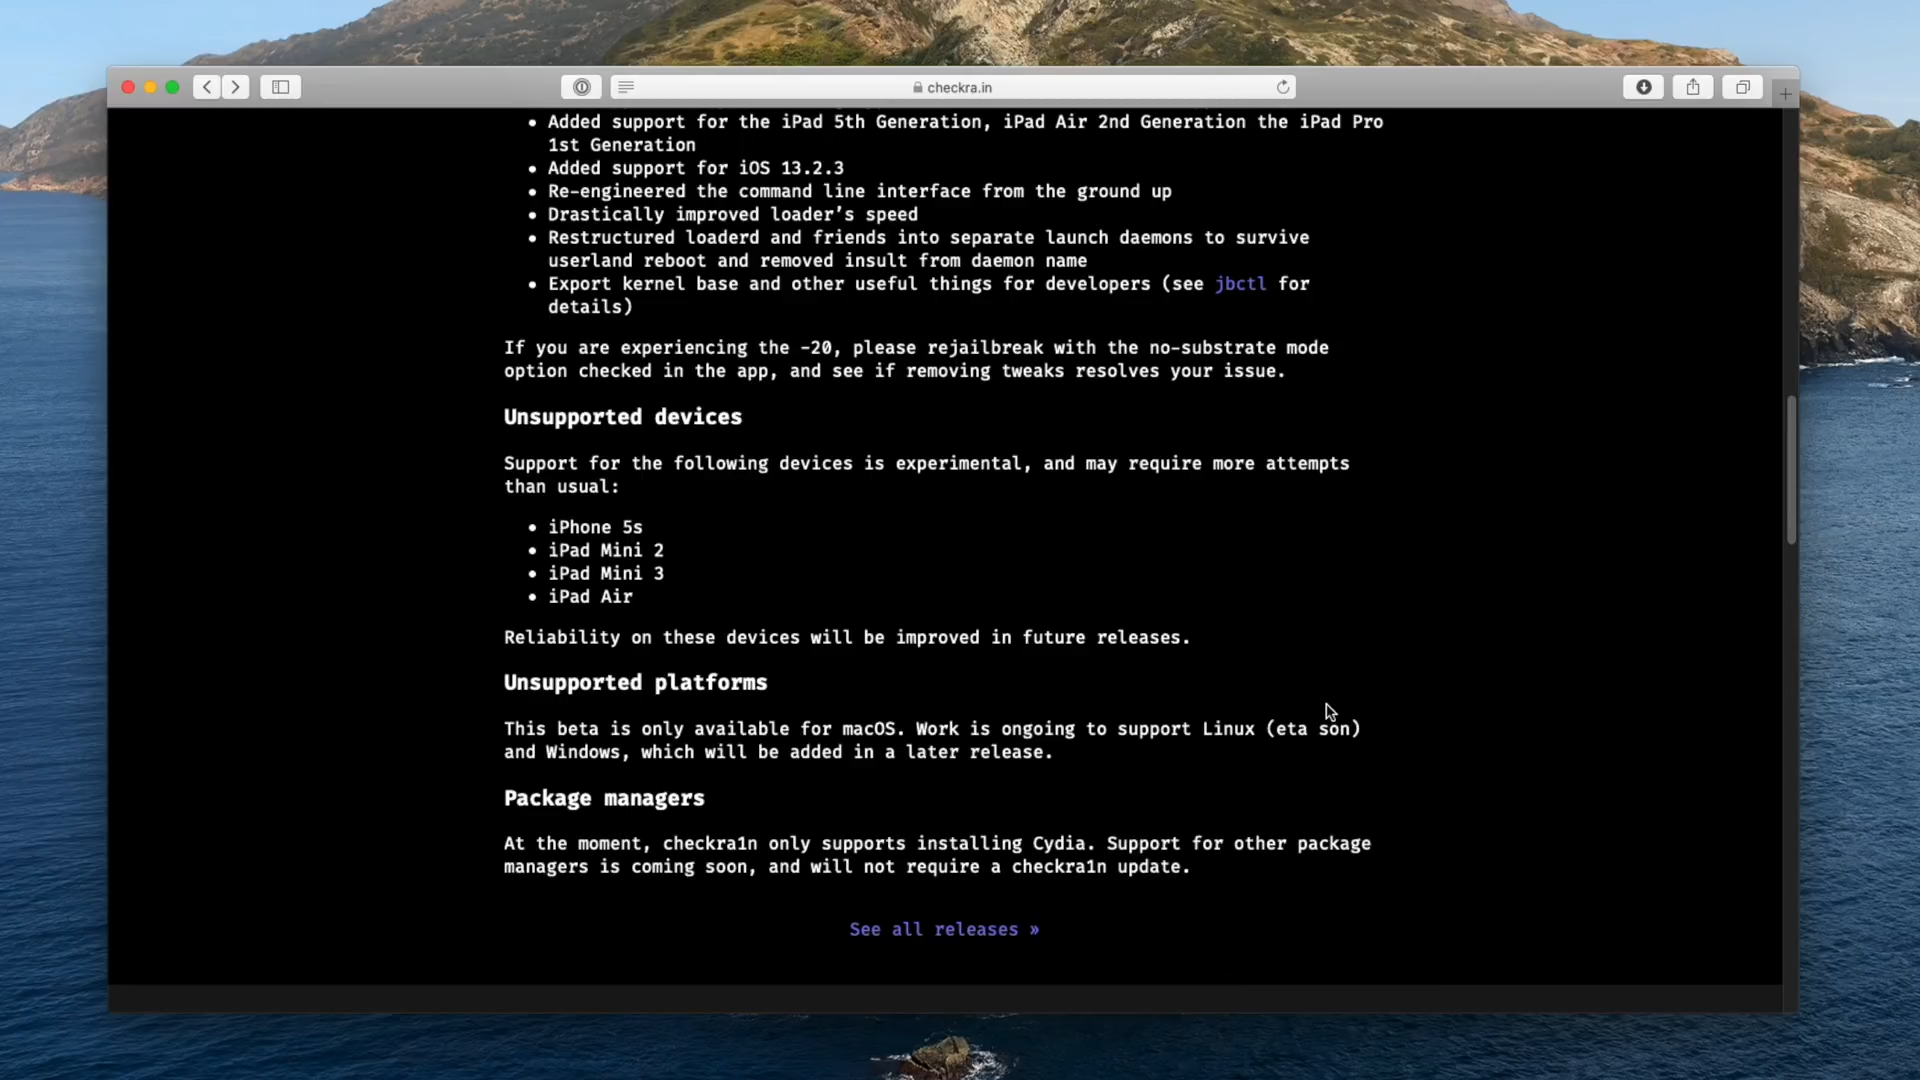 checkra.in
• Added support for the iPad 5th Generation, iPad Air 2nd Generation the iPad Pro
1st Generation
• Added support for iOS 13.2.3
• Re-engineered the command line interface from the ground up
• Drastically improved loader’s speed
• Restructured loaderd and friends into separate launch daemons to survive
userland reboot and removed insult from daemon name
• Export kernel base and other useful things for developers (see jbctl for
details)
If you are experiencing the -20, please rejailbreak with the no-substrate mode
option checked in the app, and see if removing tweaks resolves your issue.
Unsupported devices
Support for the following devices is experimental, and may require more attempts
than usual:
• iPhone 5s
• iPad Mini 2
• iPad Mini 3
• iPad Air
Reliability on these devices will be improved in future releases.
Unsupported platforms
This beta is only available for macOS. Work is ongoing to support Linux (eta son)
and Windows, which will be added in a later release.
Package managers
At the moment, checkra1n only supports installing Cydia. Support for other package
managers is coming soon, and will not require a checkra1n update.
See all releases »